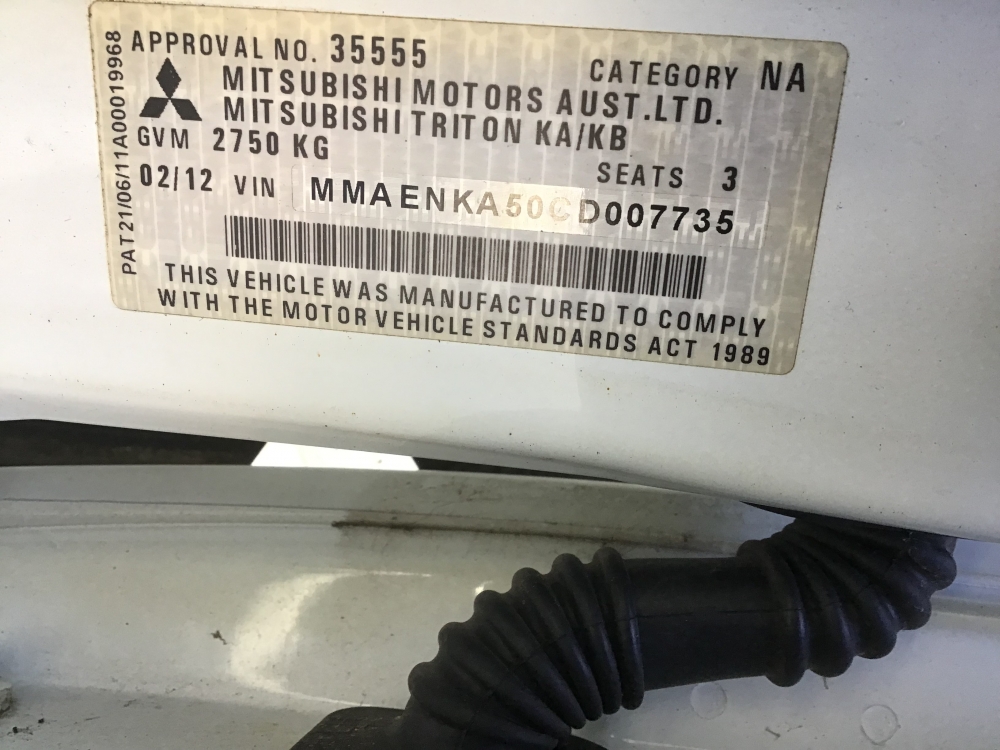 APPROVAL NO. 35555
CATEGORY NA
MITSUBISHI MOTORS AUST.LTD.
MITSUBISHI TRITON KA/KB
GVM 2750 KG
SEATS 3
02/12 VIN MMAENKA50CD007735
THIS VEHICLE WAS MANUFACTURED TO COMPLY
WITH THE MOTOR VEHICLE STANDARDS ACT 1989
PAT21/06/11A00019968